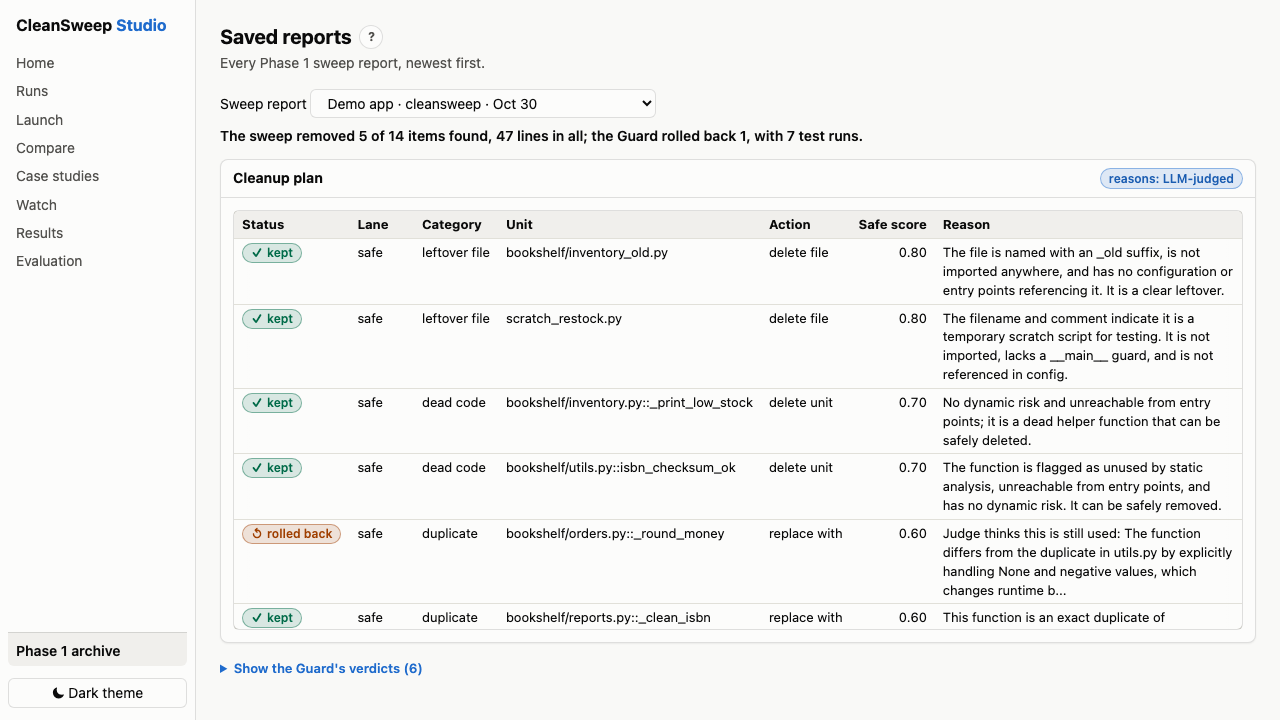 CleanSweep Studio
Home
Runs
Launch
Compare
Case studies
Watch
Results
Evaluation
Phase 1 archive
Dark theme
Saved reports ?
Every Phase 1 sweep report, newest first.
Sweep report Demo app · cleansweep · Oct 30
The sweep removed 5 of 14 items found, 47 lines in all; the Guard rolled back 1, with 7 test runs.
Cleanup plan reasons: LLM-judged
Status Lane Category Unit Action Safe score Reason
✓ kept safe leftover file bookshelf/inventory_old.py delete file 0.80 The file is named with an _old suffix, is not
imported anywhere, and has no configuration or
entry points referencing it. It is a clear leftover.
✓ kept safe leftover file scratch_restock.py delete file 0.80 The filename and comment indicate it is a
temporary scratch script for testing. It is not
imported, lacks a __main__ guard, and is not
referenced in config.
✓ kept safe dead code bookshelf/inventory.py::_print_low_stock delete unit 0.70 No dynamic risk and unreachable from entry
points; it is a dead helper function that can be
safely deleted.
✓ kept safe dead code bookshelf/utils.py::isbn_checksum_ok delete unit 0.70 The function is flagged as unused by static
analysis, unreachable from entry points, and
has no dynamic risk. It can be safely removed.
↺ rolled back safe duplicate bookshelf/orders.py::_round_money replace with 0.60 Judge thinks this is still used: The function
differs from the duplicate in utils.py by explicitly
handling None and negative values, which
changes runtime b...
✓ kept safe duplicate bookshelf/reports.py::_clean_isbn replace with 0.60 This function is an exact duplicate of
▶ Show the Guard's verdicts (6)